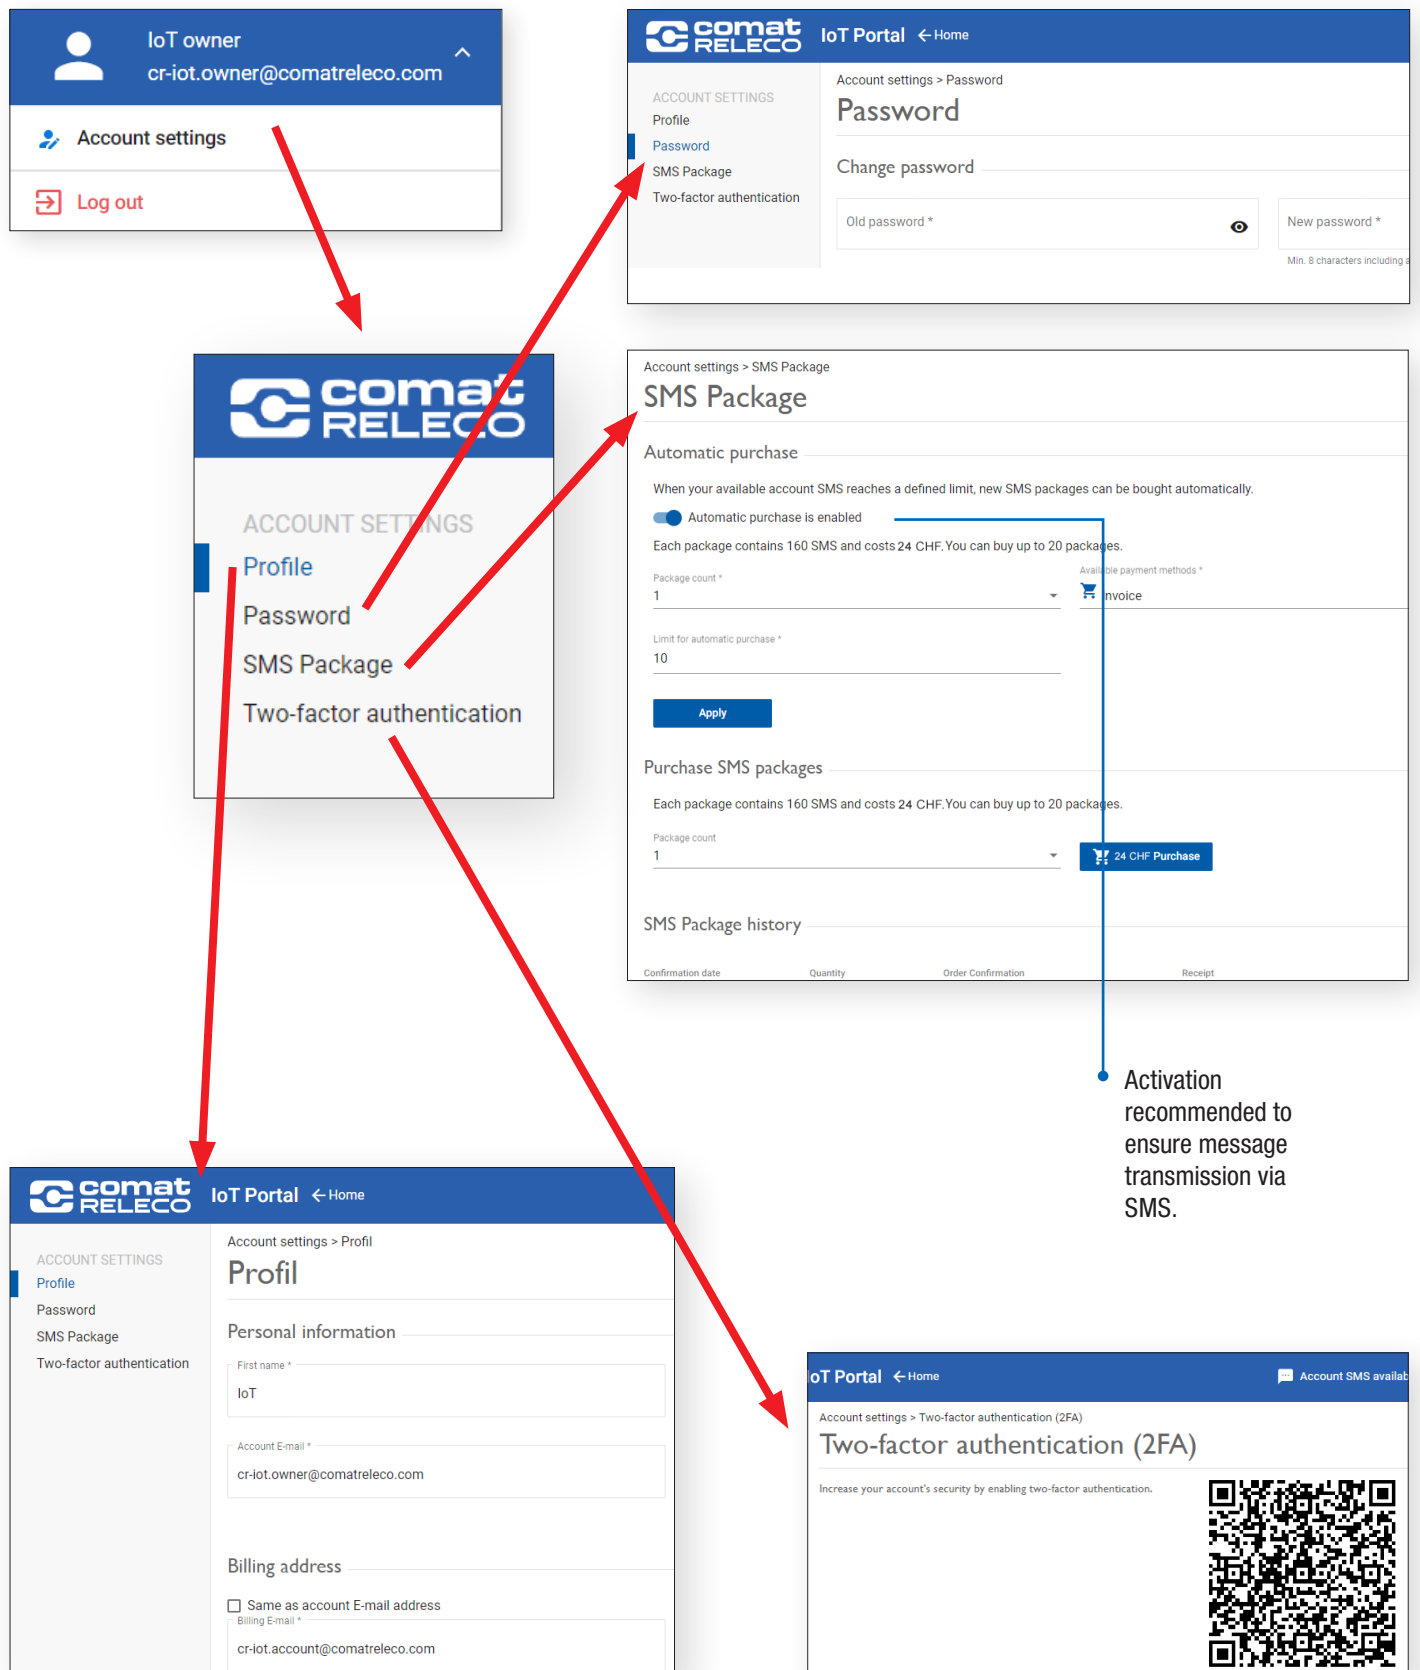 IoT owner
cr-iot.owner@comatreleco.com
Account settings
Log out
comat
RELECO
IoT Portal
Home
ACCOUNT SETTINGS
Profile
Password
SMS Package
Two-factor authentication
Account settings > Password
Password
Change password
Old password *
New password *
Min. 8 characters including a
comat
RELECO
ACCOUNT SETTINGS
Profile
Password
SMS Package
Two-factor authentication
Account settings > SMS Package
SMS Package
Automatic purchase
When your available account SMS reaches a defined limit, new SMS packages can be bought automatically.
Automatic purchase is enabled
Each package contains 160 SMS and costs 24 CHF. You can buy up to 20 packages.
Package count *
1
Available payment methods *
Invoice
Limit for automatic purchase *
10
Apply
Purchase SMS packages
Each package contains 160 SMS and costs 24 CHF. You can buy up to 20 packages.
Package count
1
24 CHF Purchase
SMS Package history
Confirmation date Quantity Order Confirmation Receipt
Activation
recommended to
ensure message
transmission via
SMS.
comat
RELECO
IoT Portal
Home
ACCOUNT SETTINGS
Profile
Password
SMS Package
Two-factor authentication
Account settings > Profil
Profil
Personal information
First name *
IoT
Account E-mail *
cr-iot.owner@comatreleco.com
Billing address
Same as account E-mail address
Billing E-mail *
cr-iot.account@comatreleco.com
oT Portal
Home
Account SMS availab
Account settings > Two-factor authentication (2FA)
Two-factor authentication (2FA)
Increase your account's security by enabling two-factor authentication.